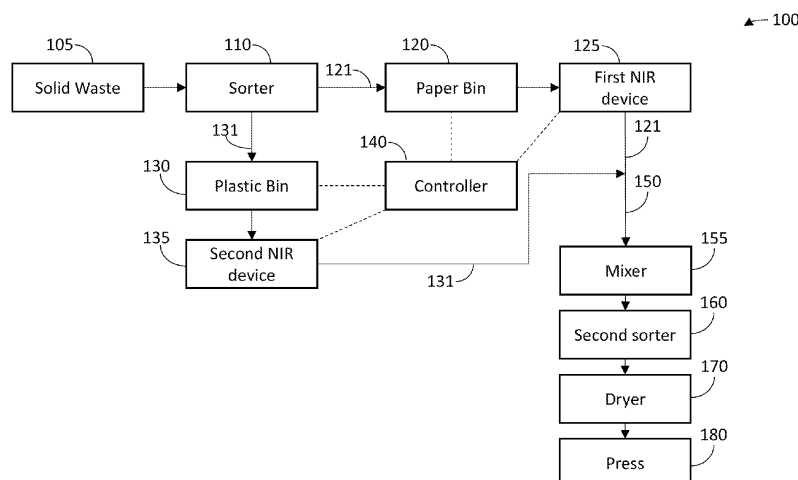 100
105
110
120
125
Solid Waste
Sorter
121
Paper Bin
First NIR
device
131
140
121
130
Plastic Bin
Controller
150
135
Second NIR
device
131
155
Mixer
160
Second sorter
170
Dryer
180
Press